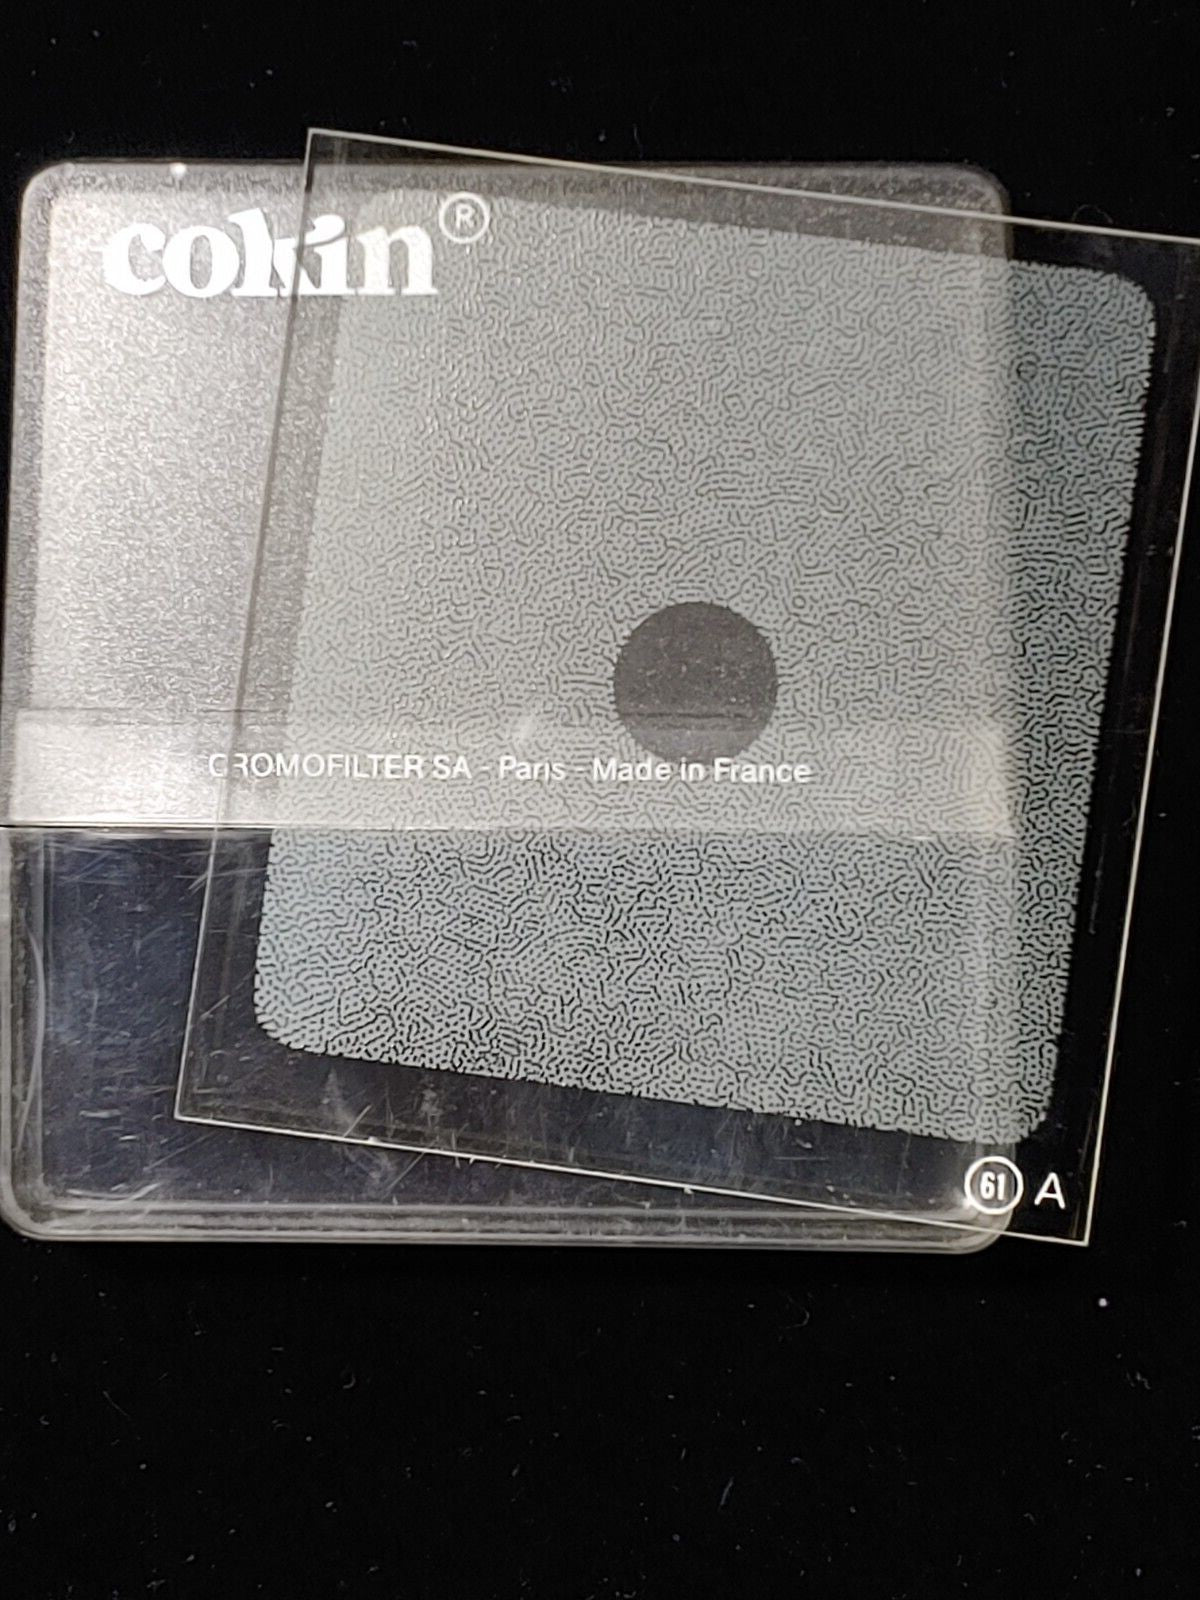 cokin®
CROMOFILTER SA - Paris - Made in France
61 A